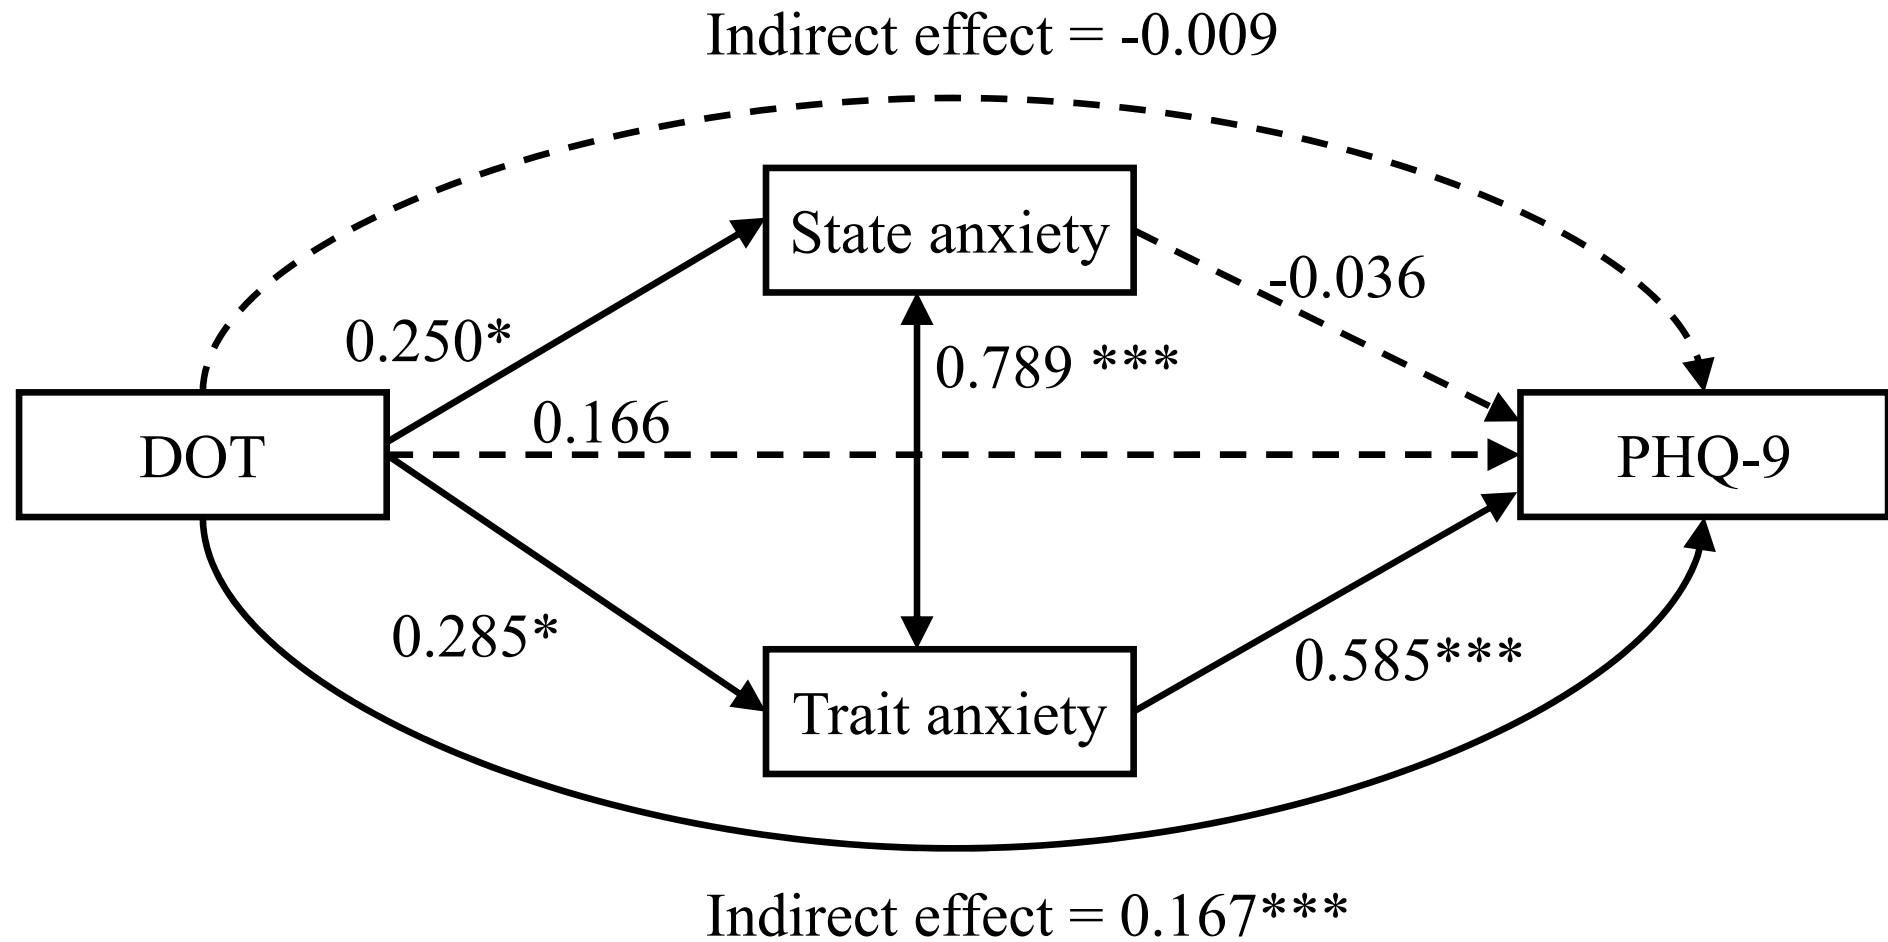 Indirect effect = -0.009
State anxiety
-0.036
0.250*
0.789 ***
0.166
DOT
PHQ-9
0.285*
0.585***
Trait anxiety
Indirect effect = 0.167***